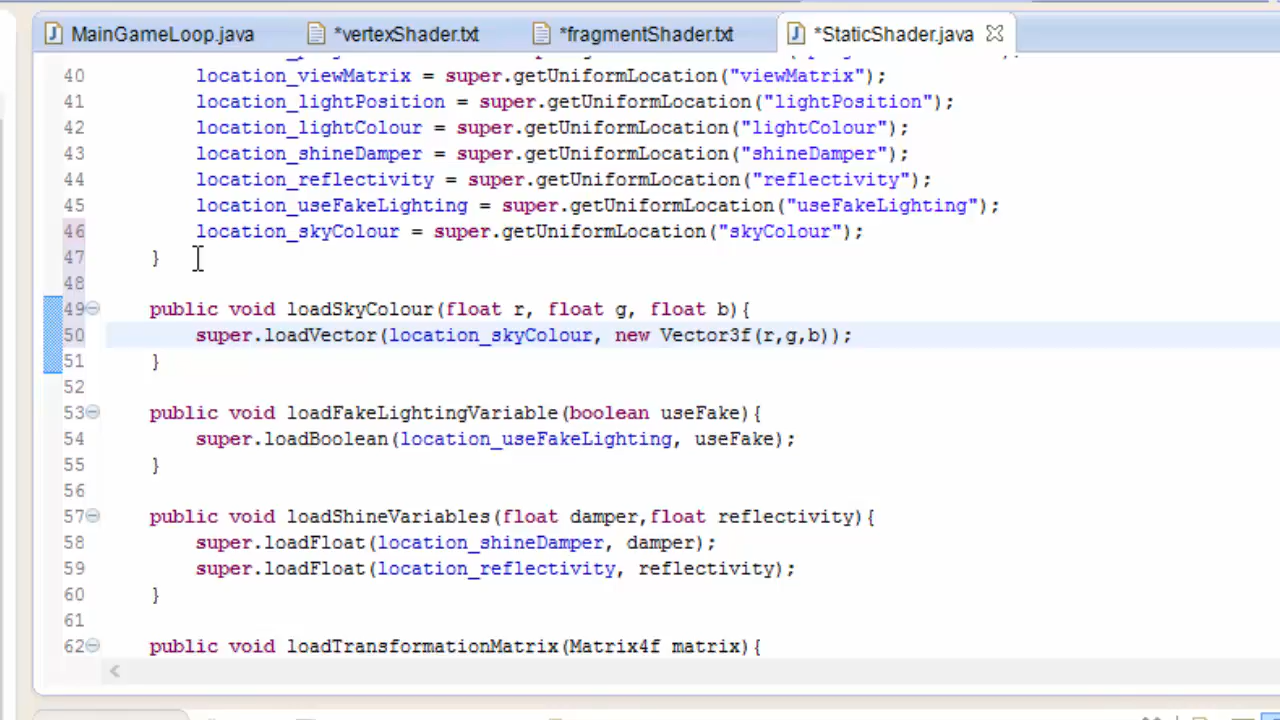 MainGameLoop.java *vertexShader.txt *fragmentShader.txt *StaticShader.java
40 location_viewMatrix = super.getUniformLocation("viewMatrix");
41 location_lightPosition = super.getUniformLocation("lightPosition");
42 location_lightColour = super.getUniformLocation("lightColour");
43 location_shineDamper = super.getUniformLocation("shineDamper");
44 location_reflectivity = super.getUniformLocation("reflectivity");
45 location_useFakeLighting = super.getUniformLocation("useFakeLighting");
46 location_skyColour = super.getUniformLocation("skyColour");
47 }
48
49 public void loadSkyColour(float r, float g, float b){
50 super.loadVector(location_skyColour, new Vector3f(r,g,b));
51 }
52
53 public void loadFakeLightingVariable(boolean useFake){
54 super.loadBoolean(location_useFakeLighting, useFake);
55 }
56
57 public void loadShineVariables(float damper,float reflectivity){
58 super.loadFloat(location_shineDamper, damper);
59 super.loadFloat(location_reflectivity, reflectivity);
60 }
61
62 public void loadTransformationMatrix(Matrix4f matrix){